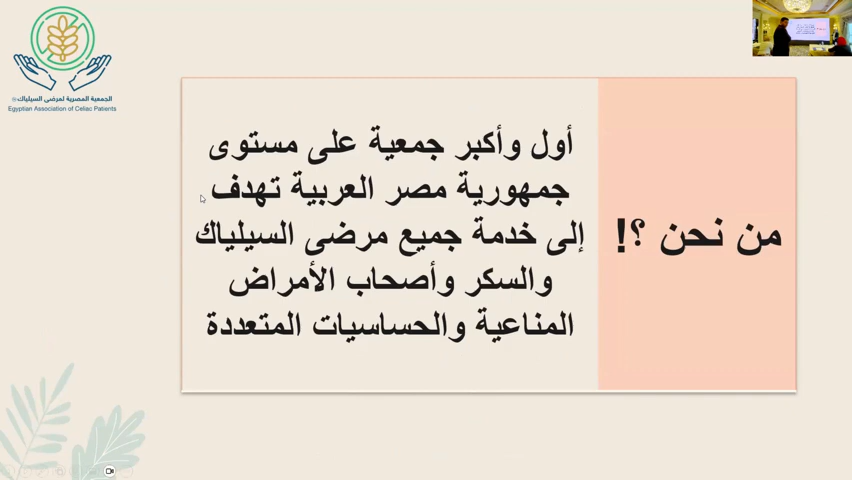 الجمعية المصرية لمرضى السيلياك
Egyptian Association of Celiac Patients
من نحن ؟!
أول وأكبر جمعية على مستوى
جمهورية مصر العربية تهدف
إلى خدمة جميع مرضى السيلياك
والسكر وأصحاب الأمراض
المناعية والحساسيات المتعددة